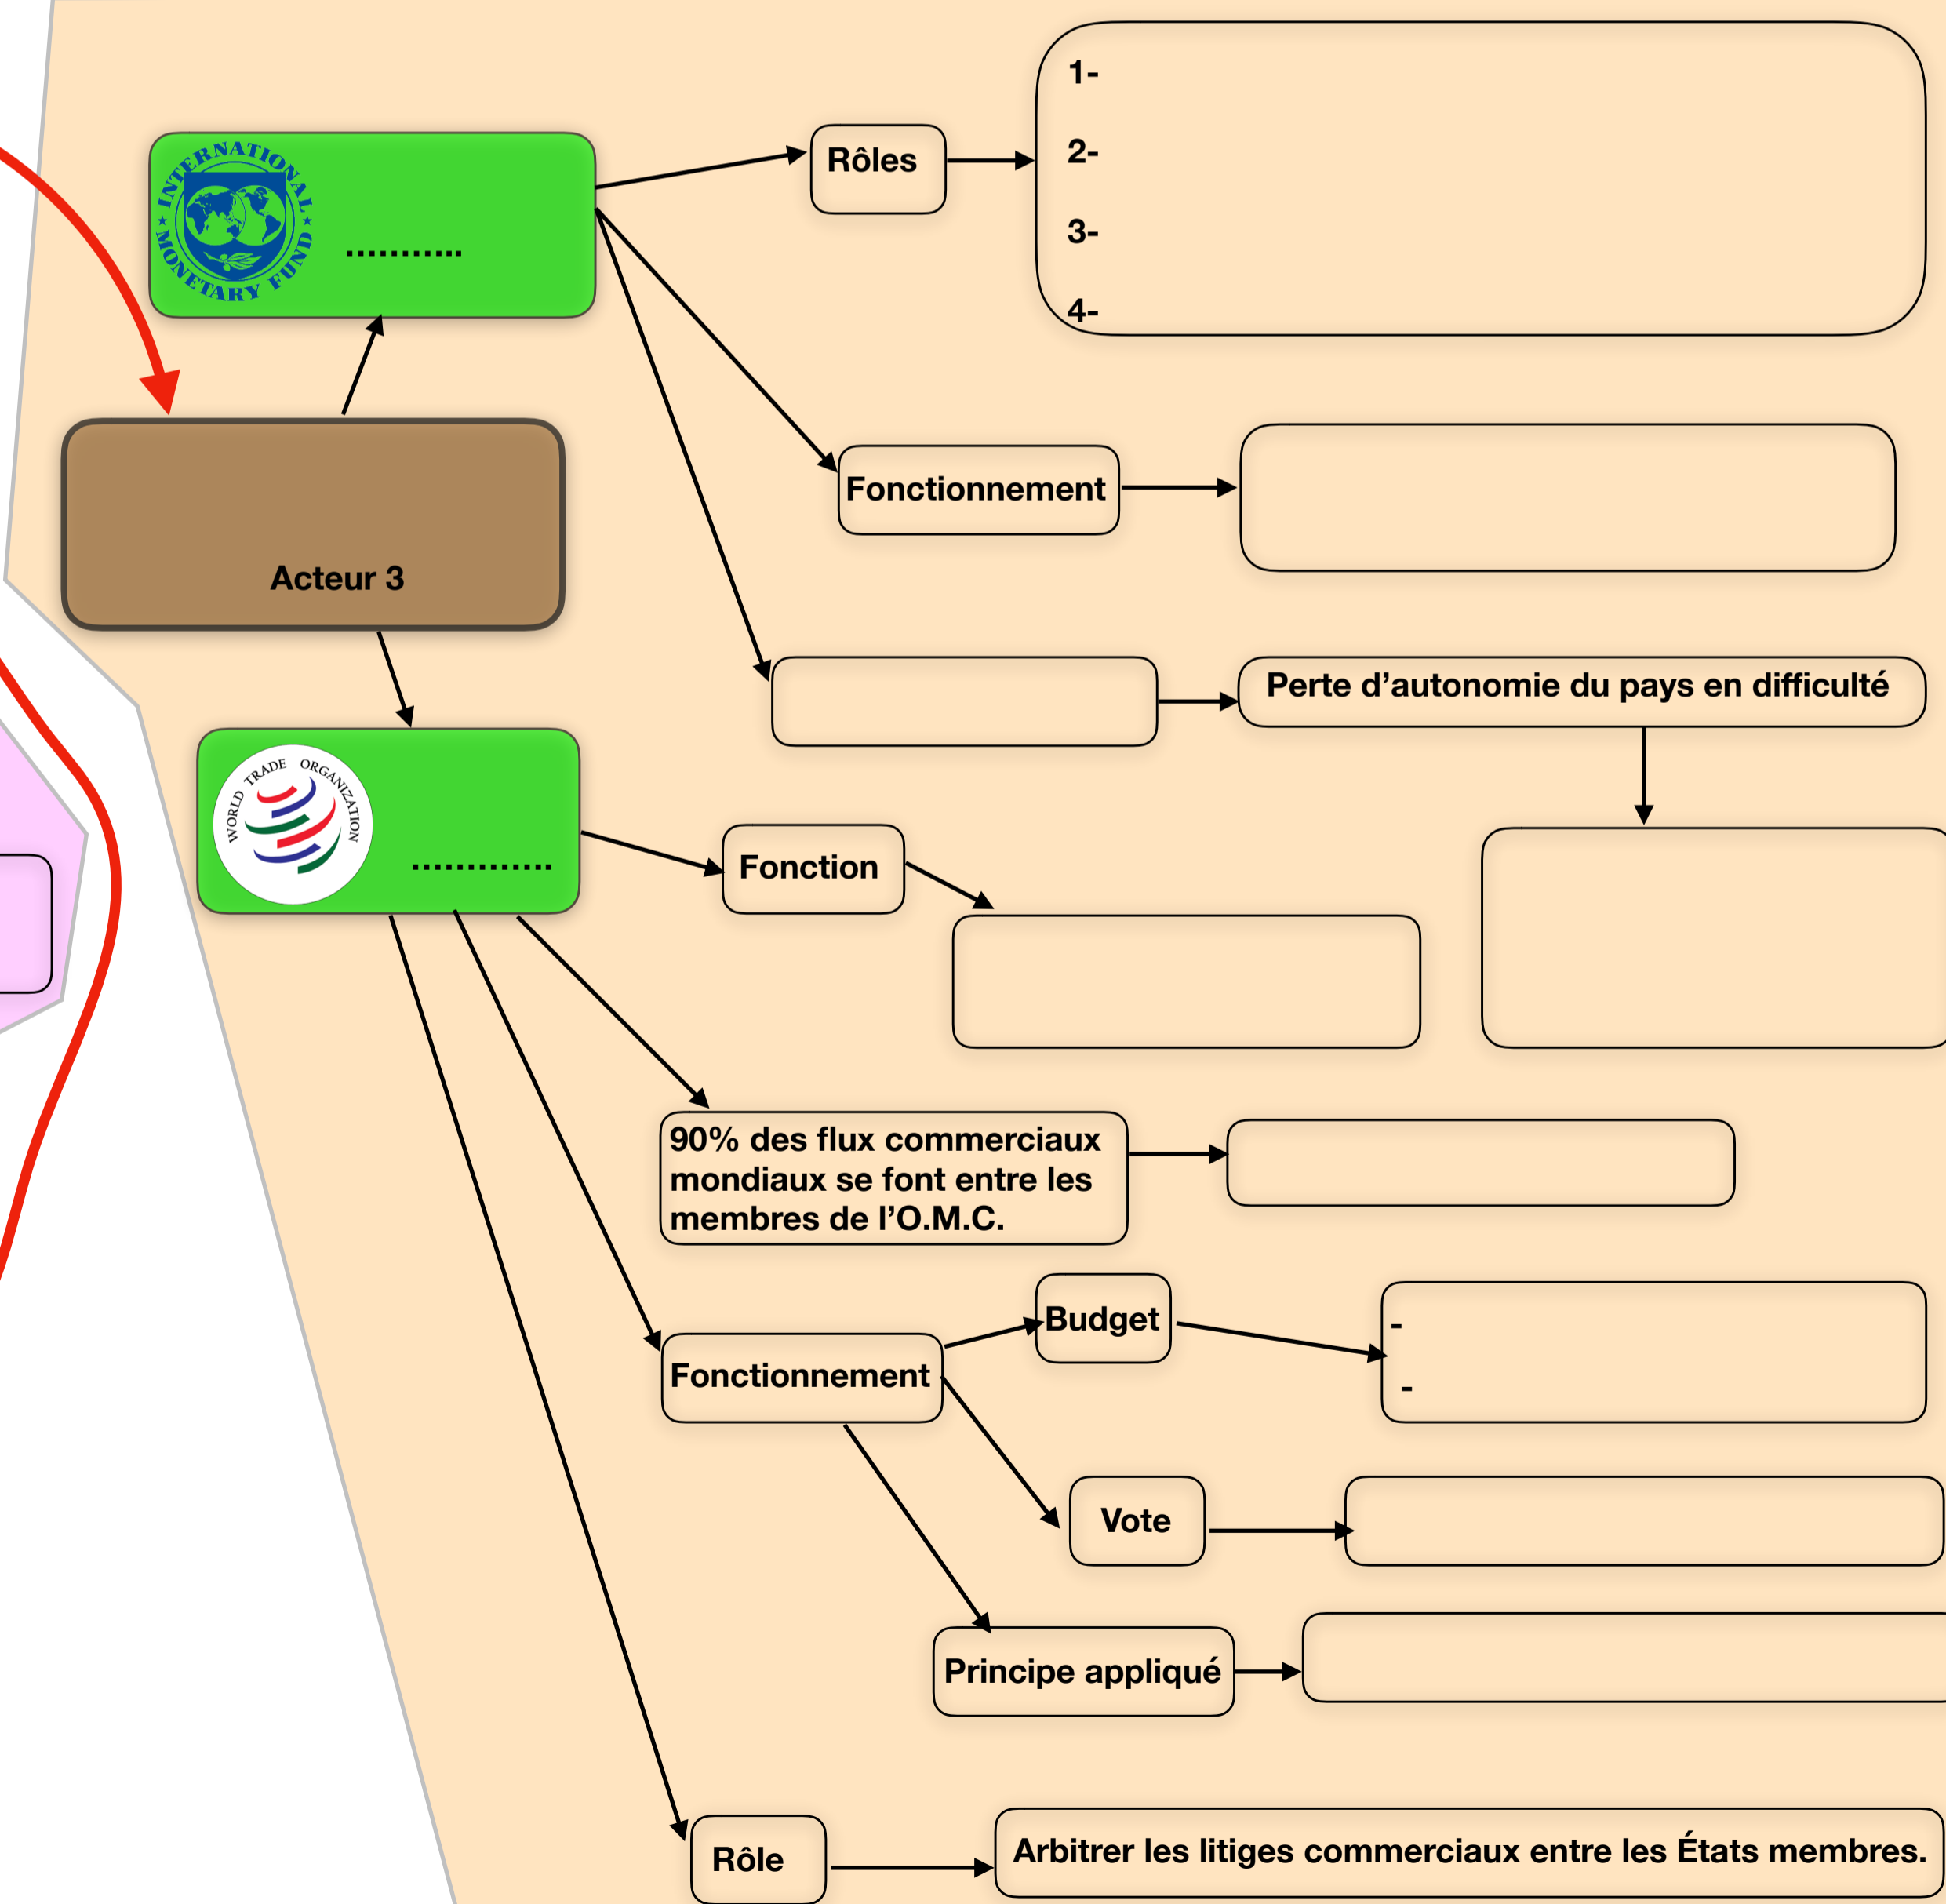 1-
2-
3-
4-
Rôles
INTERNATIONAL MONETARY FUND
...........
Fonctionnement
Acteur 3
Perte d’autonomie du pays en difficulté
WORLD TRADE ORGANIZATION
.............
Fonction
90% des flux commerciaux
mondiaux se font entre les
membres de l’O.M.C.
Budget
-
-
Fonctionnement
Vote
Principe appliqué
Rôle
Arbitrer les litiges commerciaux entre les États membres.